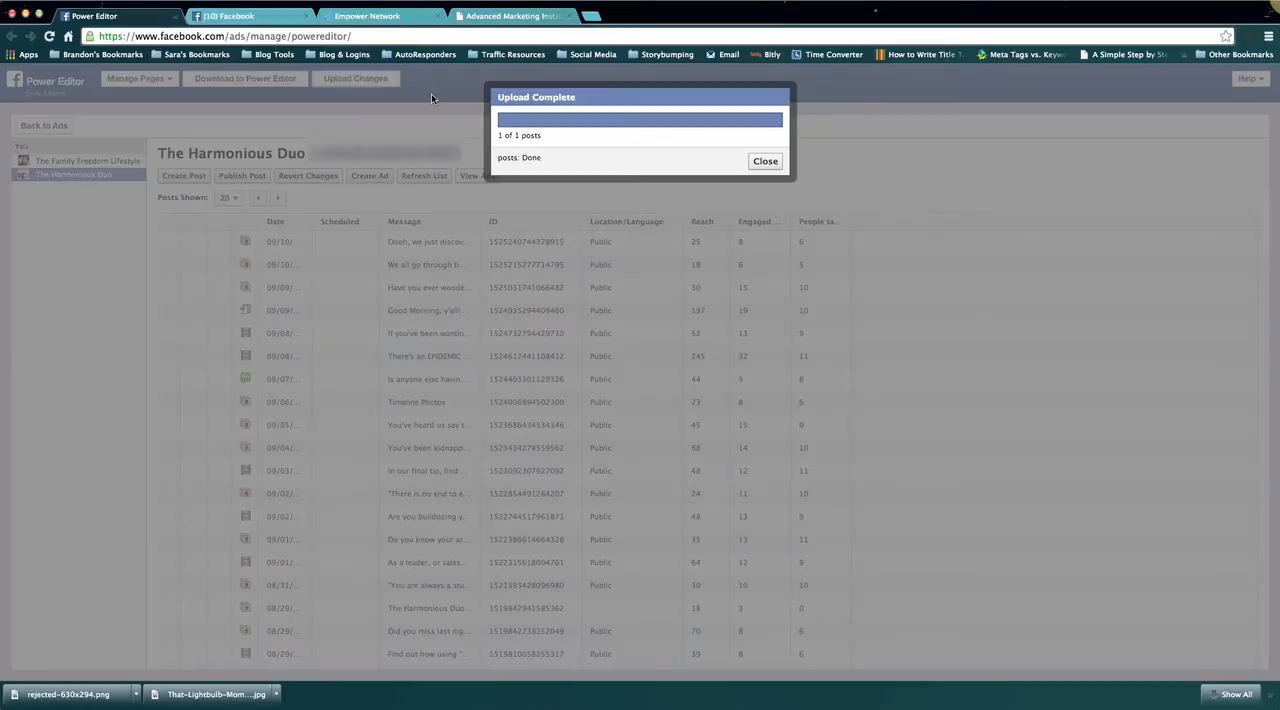 Power Editor
(10) Facebook
Empower Network
Advanced Marketing Inst
https://www.facebook.com/ads/manage/powereditor/
Apps Brandon's Bookmarks Sara's Bookmarks Blog Tools Blog & Logins AutoResponders Traffic Resources Social Media Storybumping Email Bitly Time Converter How to Write Title T Meta Tags vs. Keyw A Simple Step by Ste Other Bookmarks
Power Editor
Manage Pages
Download to Power Editor
Upload Changes
Help
Upload Complete
1 of 1 posts
posts: Done
Close
Back to Ads
You
The Family Freedom Lifestyle
The Harmonious Duo
The Harmonious Duo
Create Post Publish Post Revert Changes Create Ad Refresh List View Ads
Posts Shown: 25
Date Scheduled Message ID Location/Language Reach Engaged ... People ta..
09/10/... Oooh, we just discov... 1525240744378915 Public 25 8 6
09/10/... We all go through ti... 1525215277714795 Public 18 6 5
09/09/... Have you ever wonde... 1525031741066482 Public 30 15 10
09/09/... Good Morning, y'all! ... 1524935294409460 Public 197 19 10
09/08/... If you've been wantin... 1524732794429710 Public 52 13 9
09/08/... There's an EPIDEMIC ... 1524612441108412 Public 245 32 11
09/07/... Is anyone else havin... 1524403301129326 Public 44 9 8
09/06/... Timeline Photos 1524006894502300 Public 23 8 6
09/05/... You've heard us say t... 1523686434534346 Public 45 15 9
09/04/... You've been kidnapp... 1523434274559562 Public 68 14 10
09/03/... In our final tip, find ... 1523092307927092 Public 48 12 11
09/02/... "There is no end to e... 1522854491284207 Public 24 11 10
09/02/... Are you bulldozing y... 1522744517961871 Public 48 13 9
09/01/... Do you know your ar... 1522386614664328 Public 35 13 11
09/01/... As a leader, or sales... 1522315618004761 Public 64 12 9
08/31/... "You are always a stu... 1521393428096980 Public 30 10 10
08/29/... The Harmonious Duo... 1519842941585362 18 3 0
08/29/... Did you miss last nig... 1519842738252049 Public 70 8 6
08/29/... Find out how using "... 1519810058255317 Public 39 8 6
rejected-630x294.png
That-Lightbulb-Mom....jpg
Show All